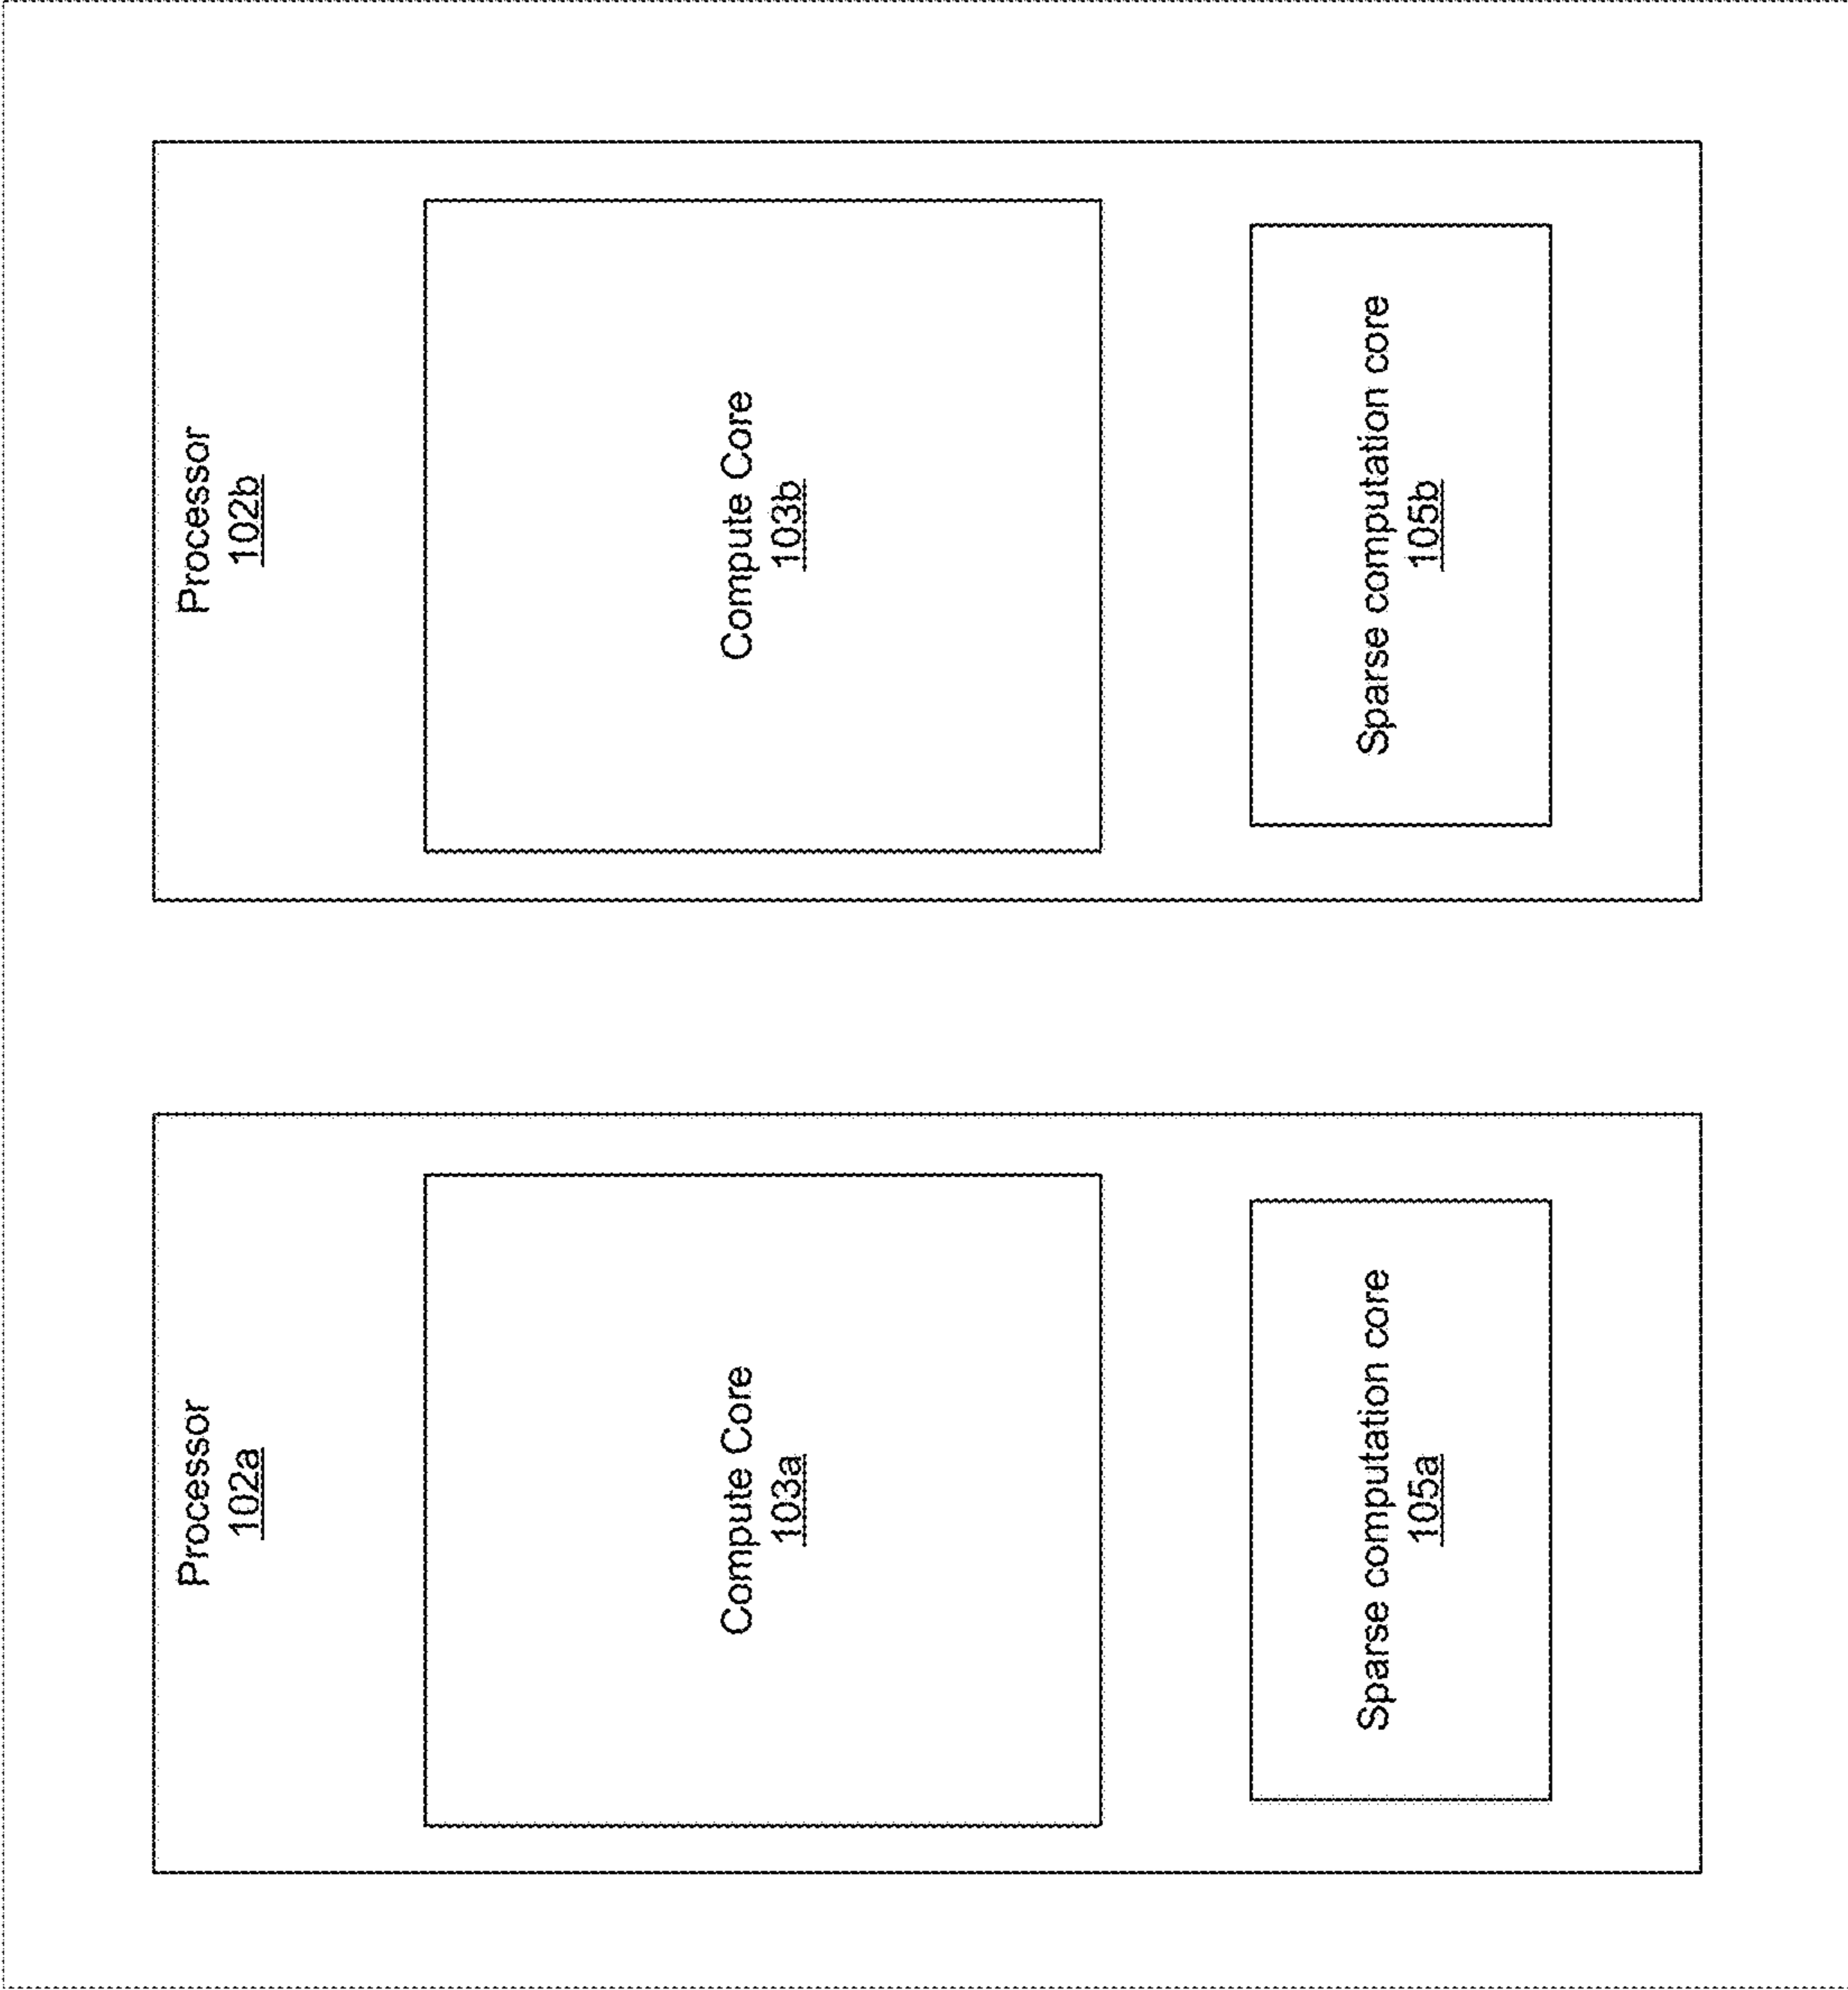 Processor
102a
Compute Core
103a
Sparse computation core
105a
Processor
102b
Compute Core
103b
Sparse computation core
105b